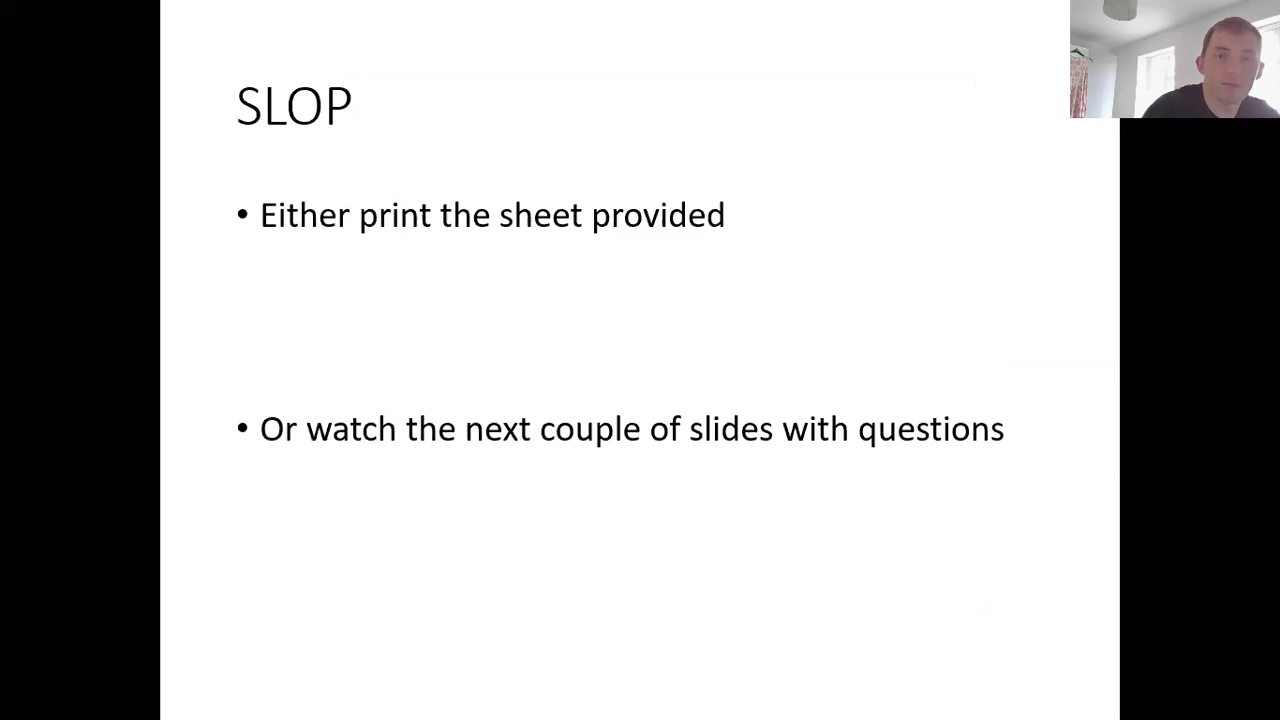 SLOP
• Either print the sheet provided
• Or watch the next couple of slides with questions